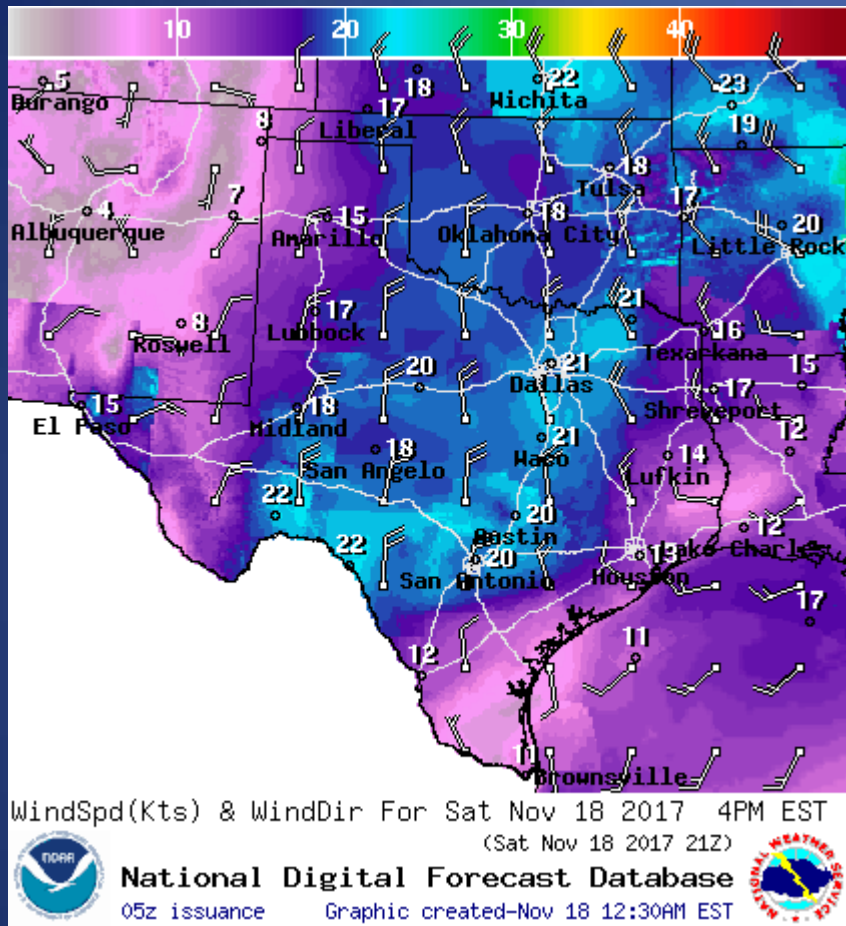 10 20 30 40
5 18 22 23
Durango Wichita
17
Liberal
8 19
18
Tulsa
7 15 18 17
4 20
Albuquerque Amarillo Oklahoma City Little Rock
17 21
8 16
Roswell Lubbock Texarkana
20 21 15
Dallas 17
15 18 Shreveport
El Paso Midland
18 21 12
San Angelo Waco 14
Lufkin
22 20 12
Austin Lake Charles
22 20 13
San Antonio Houston
17
12 11
11
Brownsville
WindSpd(Kts) & WindDir For Sat Nov 18 2017 4PM EST
(Sat Nov 18 2017 21Z)
National Digital Forecast Database
05z issuance Graphic created-Nov 18 12:30AM EST
NOAA
NATIONAL WEATHER SERVICE